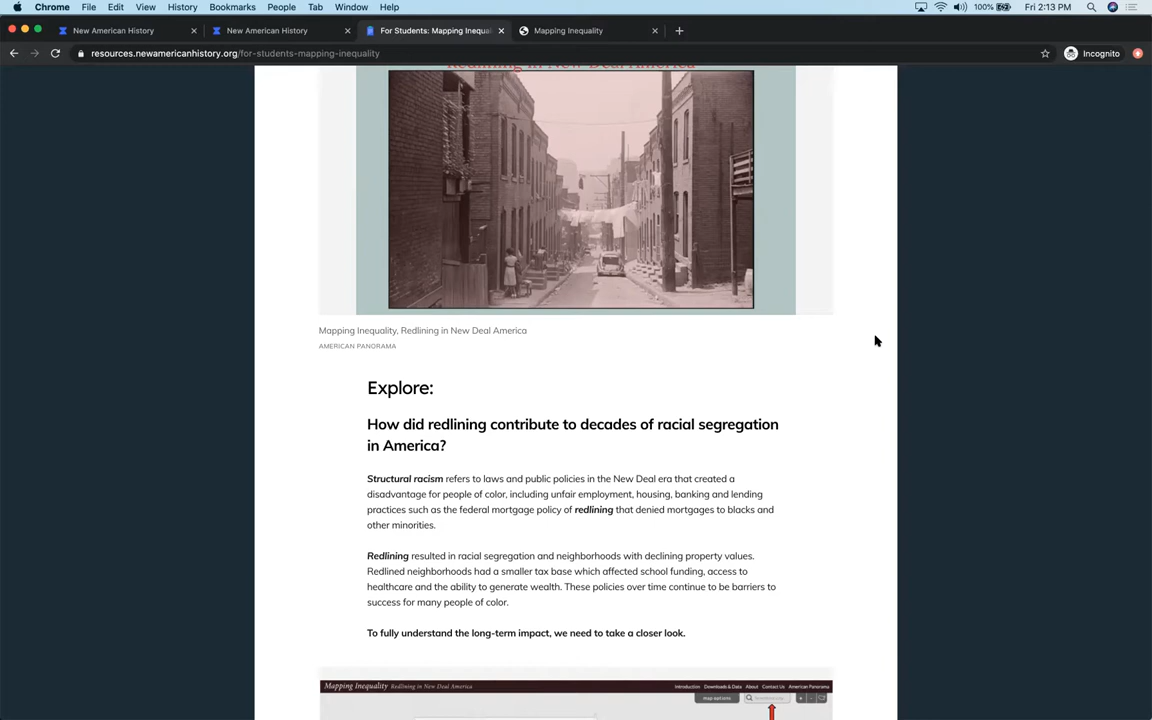 Chrome File Edit View History Bookmarks People Tab Window Help 100% Fri 2:13 PM
New American History New American History For Students: Mapping Inequal Mapping Inequality
resources.newamericanhistory.org/for-students-mapping-inequality Incognito
Redlining in New Deal America
Mapping Inequality, Redlining in New Deal America
AMERICAN PANORAMA
Explore:
How did redlining contribute to decades of racial segregation
in America?
Structural racism refers to laws and public policies in the New Deal era that created a
disadvantage for people of color, including unfair employment, housing, banking and lending
practices such as the federal mortgage policy of redlining that denied mortgages to blacks and
other minorities.
Redlining resulted in racial segregation and neighborhoods with declining property values.
Redlined neighborhoods had a smaller tax base which affected school funding, access to
healthcare and the ability to generate wealth. These policies over time continue to be barriers to
success for many people of color.
To fully understand the long-term impact, we need to take a closer look.
Mapping Inequality Redlining in New Deal America Introduction Downloads & Data About Contact Us American Panorama
map options